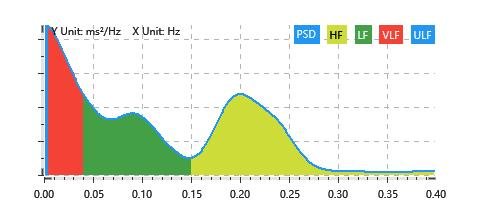 Y Unit: ms²/Hz X Unit: Hz
PSD HF LF VLF ULF
0.00 0.05 0.10 0.15 0.20 0.25 0.30 0.35 0.40